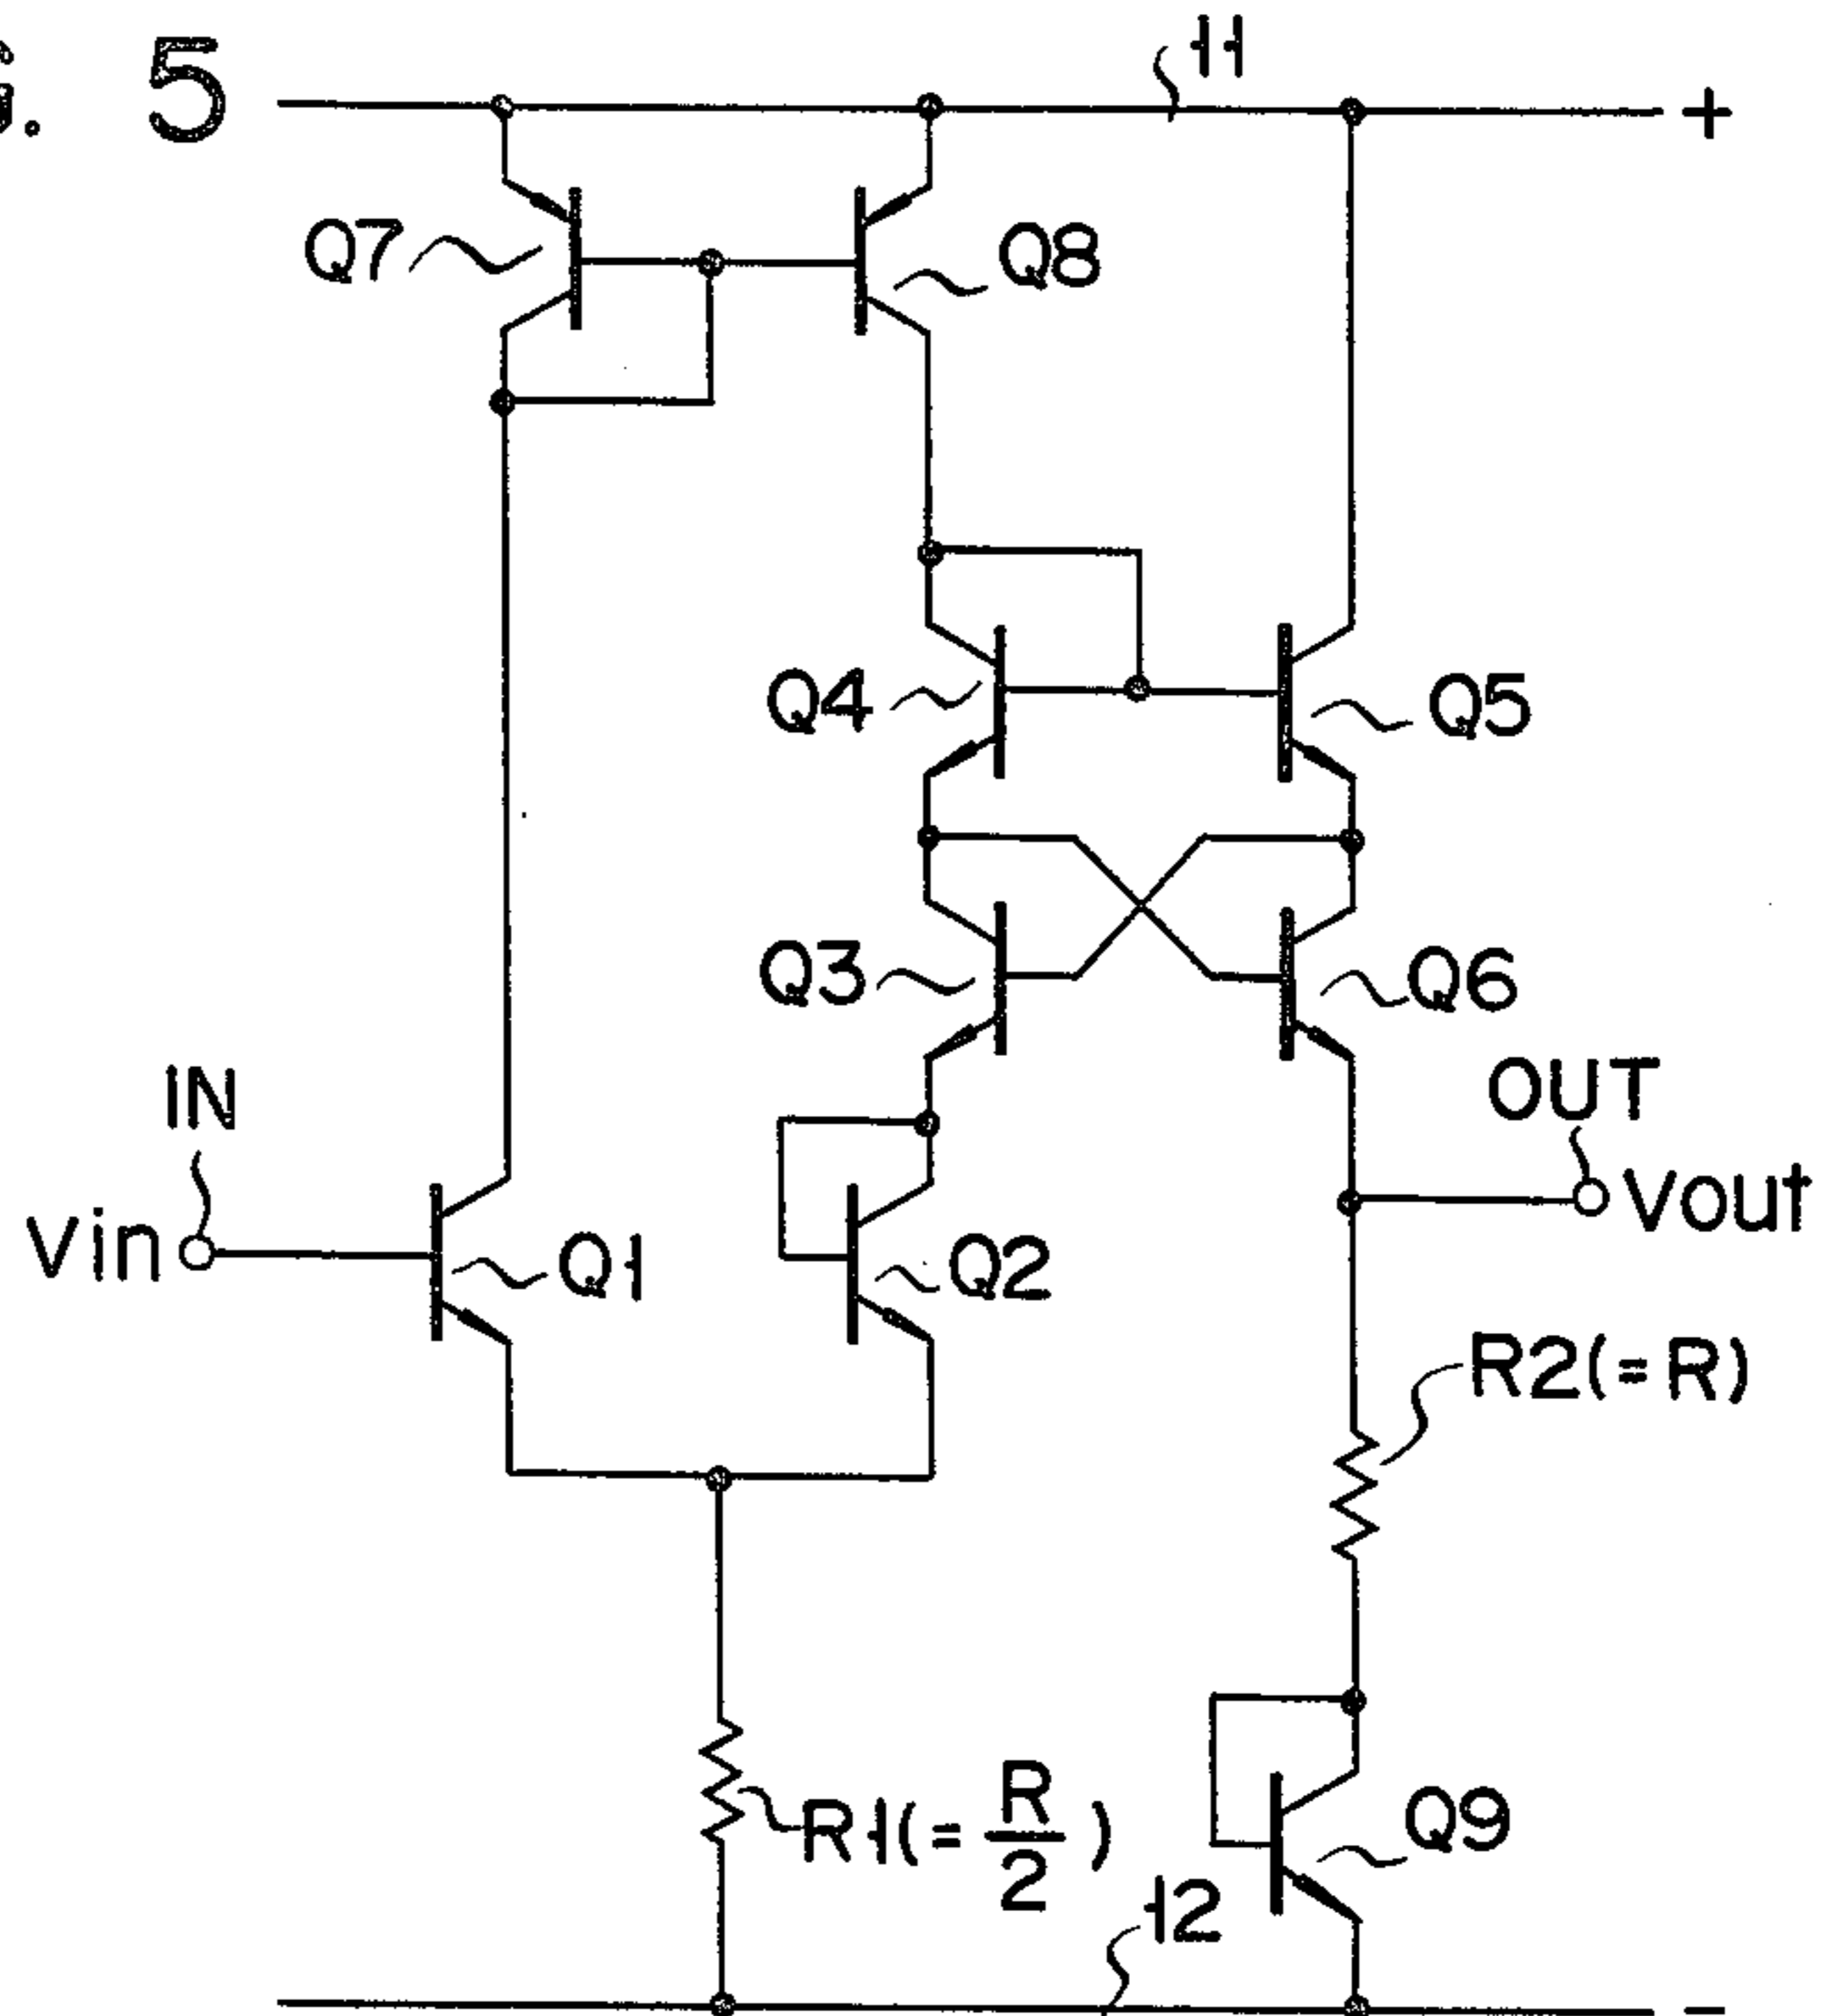 G. 5
11
+
Q7
Q8
Q4
Q5
Q3
Q6
IN
OUT
Vin
Q1
Q2
Vout
R2(=R)
R1(=R/2)
Q9
12
-